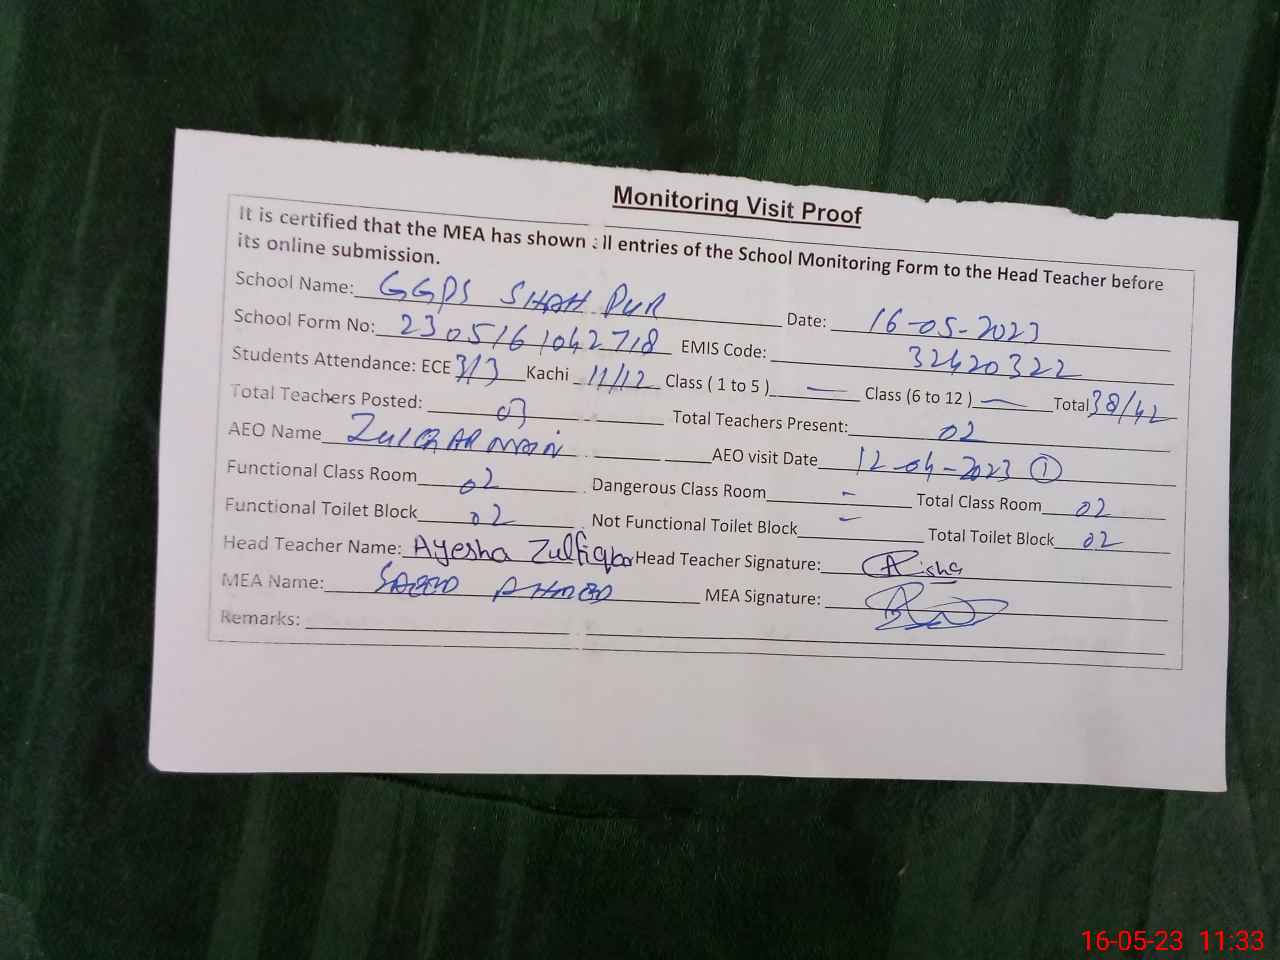 Monitoring Visit Proof
It is certified that the MEA has shown all entries of the School Monitoring Form to the Head Teacher before
its online submission.
School Name: GGPS SHAH PUR Date: 16-05-2023
School Form No: 2305161042718 EMIS Code: 32420322
Students Attendance: ECE 3/3 Kachi 11/12 Class ( 1 to 5 ) — Class (6 to 12 ) — Total 38/42
Total Teachers Posted: 03 Total Teachers Present: 02
AEO Name ZULQARNAIN AEO visit Date 12-04-2023 ①
Functional Class Room 02 Dangerous Class Room - Total Class Room 02
Functional Toilet Block 02 Not Functional Toilet Block - Total Toilet Block 02
Head Teacher Name: Ayesha Zulfiqar Head Teacher Signature: Aisha
MEA Name: SAEED AHMED MEA Signature:
Remarks:
16-05-23 11:33